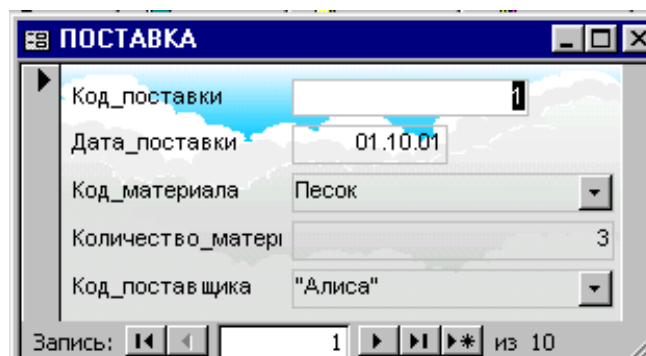 ПОСТАВКА
Код_поставки 1
Дата_поставки 01.10.01
Код_материала Песок
Количество_матери 3
Код_поставщика "Алиса"
Запись: 1 из 10